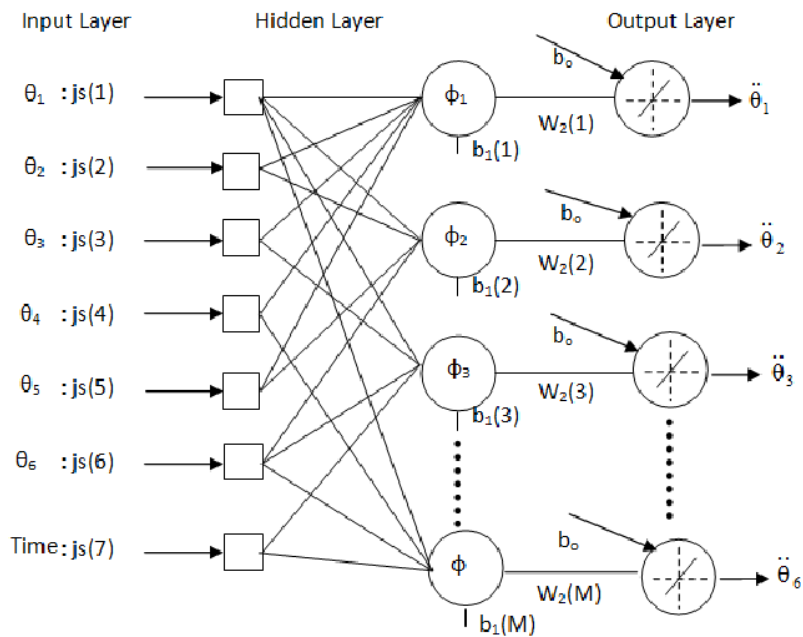 Input Layer Hidden Layer Output Layer
θ₁ :js(1)
θ₂ :js(2)
θ₃ :js(3)
θ₄ :js(4)
θ₅ :js(5)
θ₆ :js(6)
Time:js(7)
ϕ₁
b₁(1)
ϕ₂
b₁(2)
ϕ₃
b₁(3)
ϕ
b₁(M)
W₂(1)
W₂(2)
W₂(3)
W₂(M)
bₒ
bₒ
bₒ
bₒ
θ̈₁
θ̈₂
θ̈₃
θ̈₆